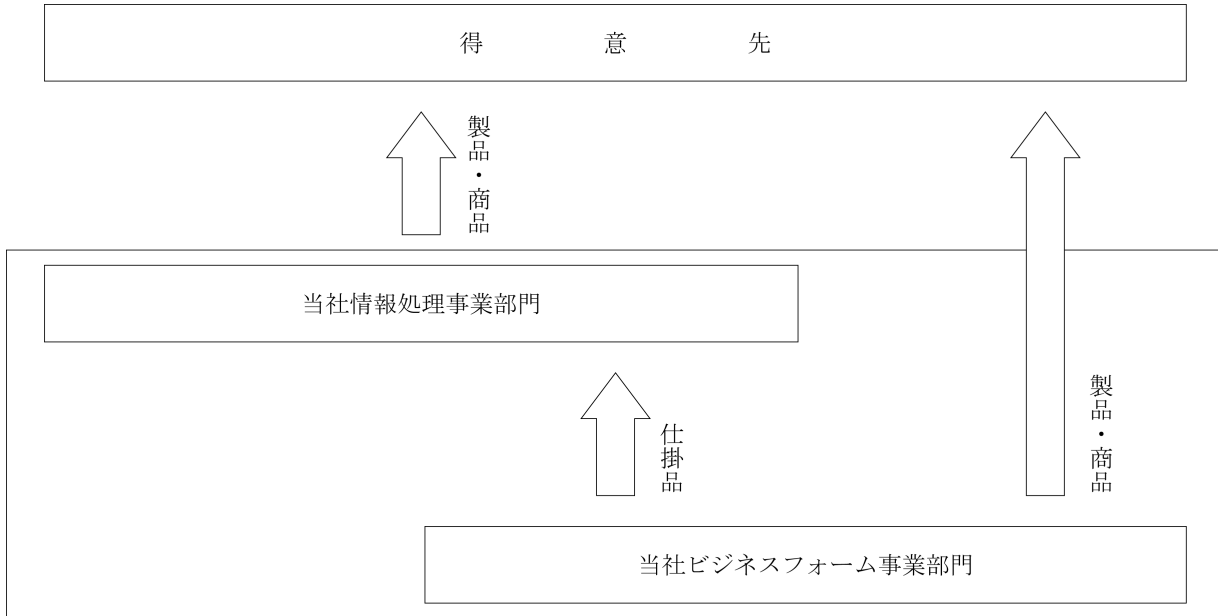 得意先
製品・商品
当社情報処理事業部門
仕掛品
製品・商品
当社ビジネスフォーム事業部門